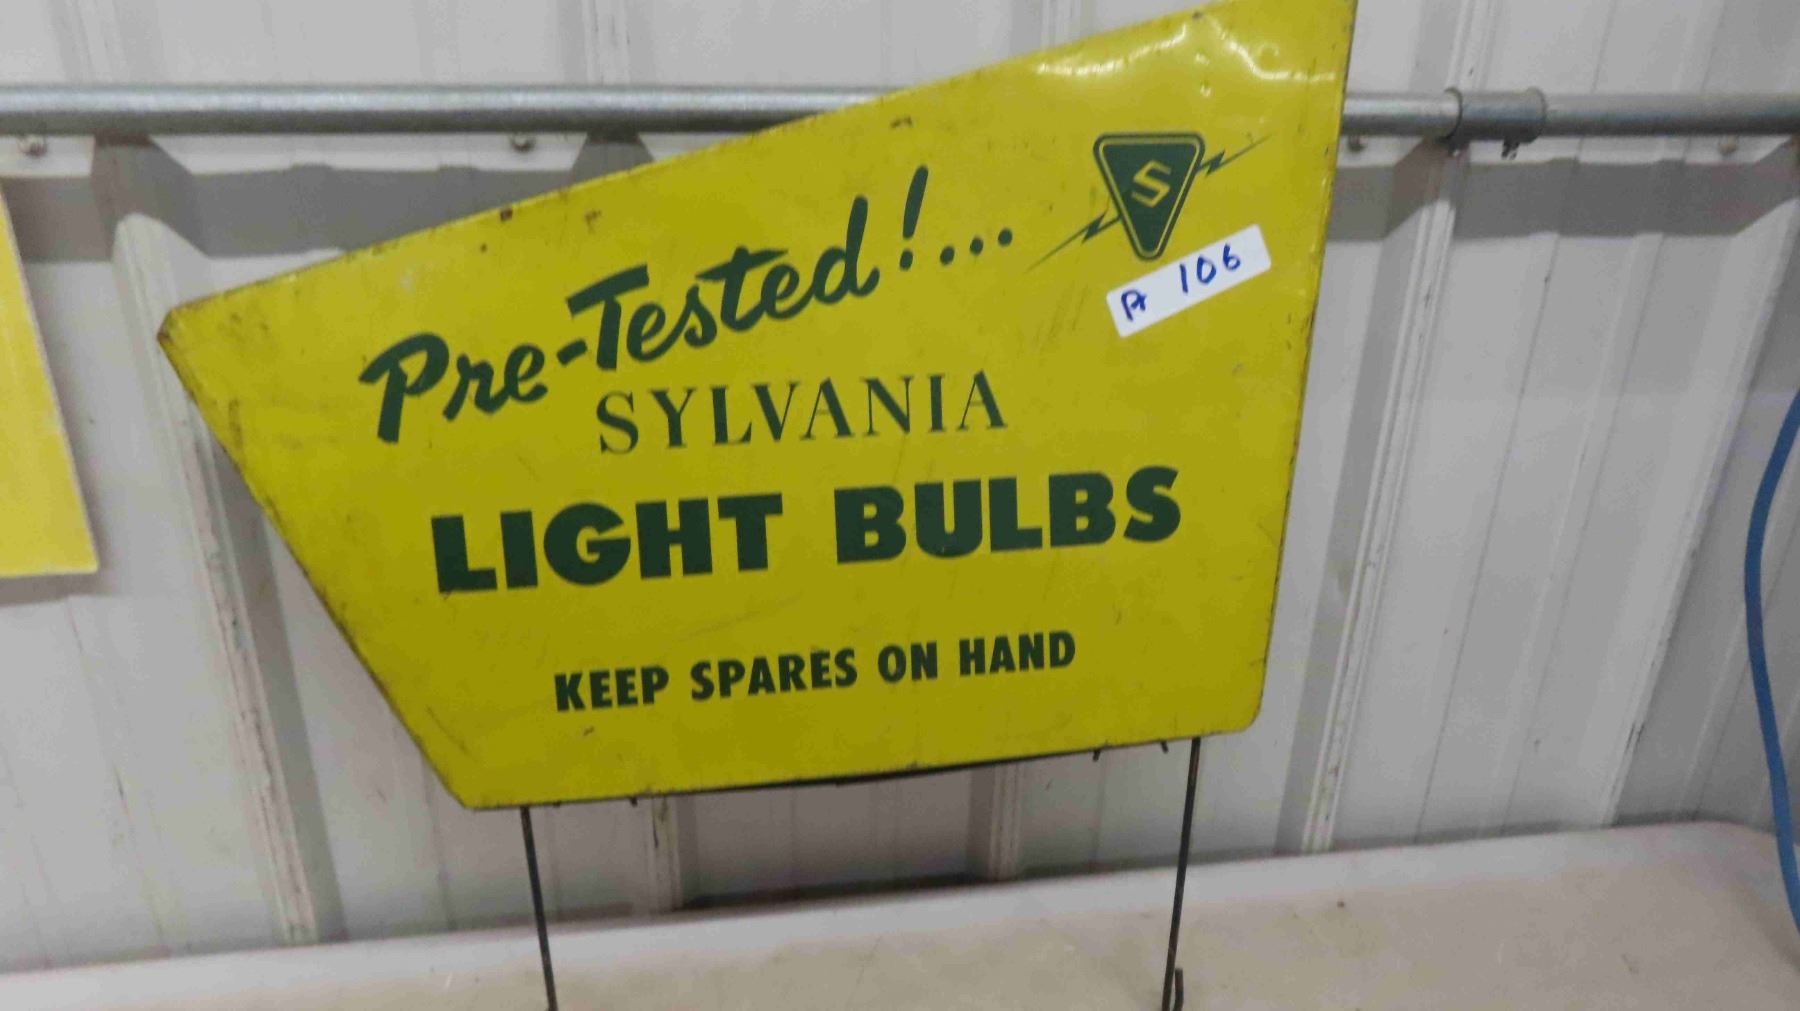 Pre-Tested!...
S
A 106
SYLVANIA
LIGHT BULBS
KEEP SPARES ON HAND